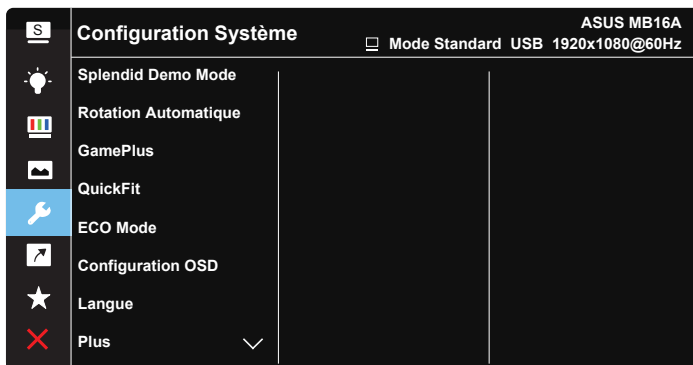 S
Configuration Système
ASUS MB16A
Mode Standard USB 1920x1080@60Hz
Splendid Demo Mode
Rotation Automatique
GamePlus
QuickFit
ECO Mode
Configuration OSD
Langue
Plus